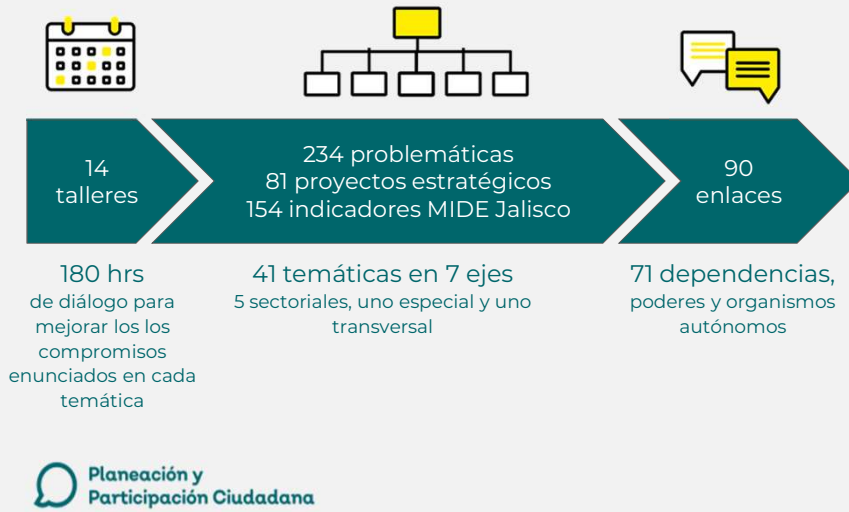 14
talleres
234 problemáticas
81 proyectos estratégicos
154 indicadores MIDE Jalisco
90
enlaces
180 hrs
de diálogo para
mejorar los los
compromisos
enunciados en cada
temática
41 temáticas en 7 ejes
5 sectoriales, uno especial y uno
transversal
71 dependencias,
poderes y organismos
autónomos
Planeación y
Participación Ciudadana